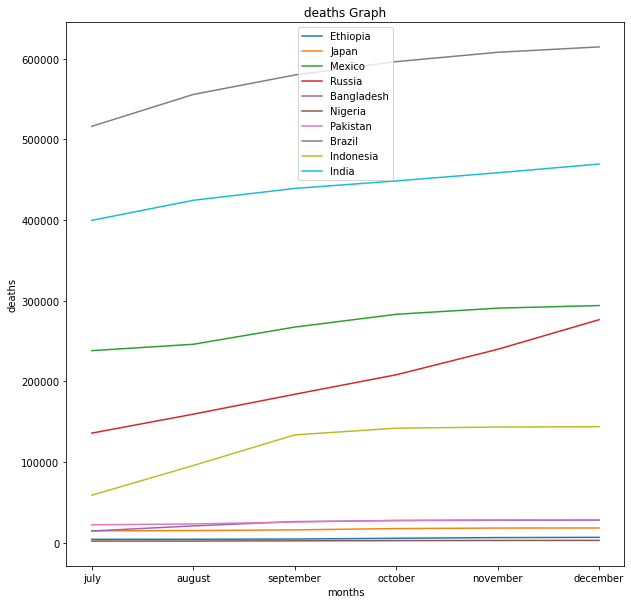 deaths Graph
Ethiopia
Japan
Mexico
Russia
Bangladesh
Nigeria
Pakistan
Brazil
Indonesia
India
600000
500000
400000
300000
200000
100000
0
deaths
july august september october november december
months